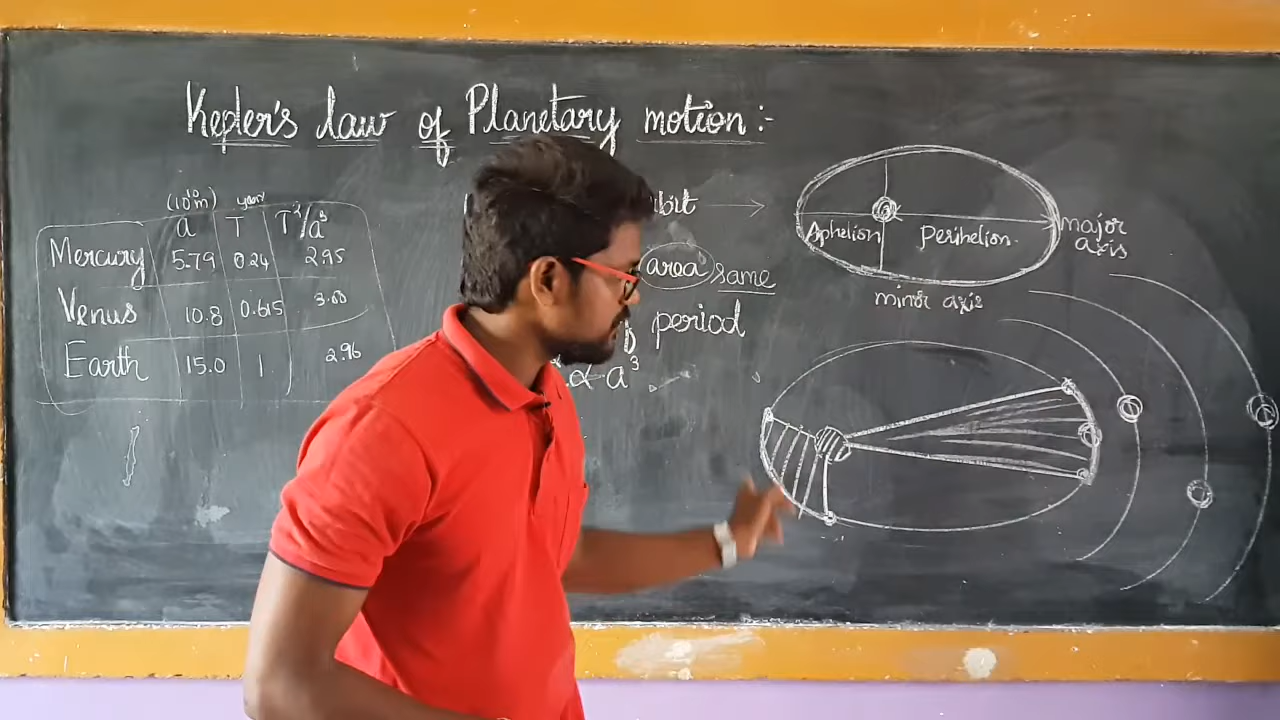 Kepler's law of Planetary motion :-
(10¹⁰m) year
a T T²/a³
Mercury 5.79 0.24 2.95
Venus 10.8 0.615 3.00
Earth 15.0 1 2.96
area same
period
∝ a³
Aphelion Perihelion
major
axis
minor axis